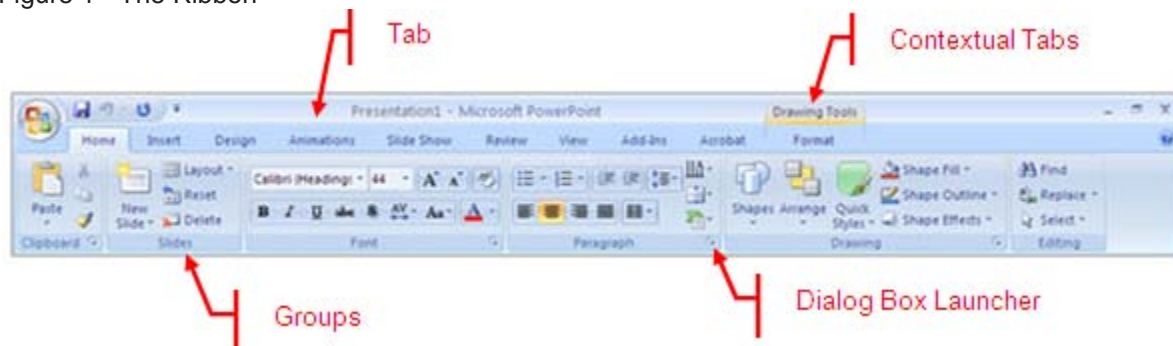 Figure 1 - The Ribbon
Tab
Contextual Tabs
Presentation1 - Microsoft PowerPoint
Drawing Tools
Home Insert Design Animations Slide Show Review View Add-Ins Acrobat Format
Paste
New Slide
Layout
Reset
Delete
Calibri (Headings 44
Shapes Arrange Quick Styles
Shape Fill
Shape Outline
Shape Effects
Find
Replace
Select
Clipboard Slides Font Paragraph Drawing Editing
Groups
Dialog Box Launcher